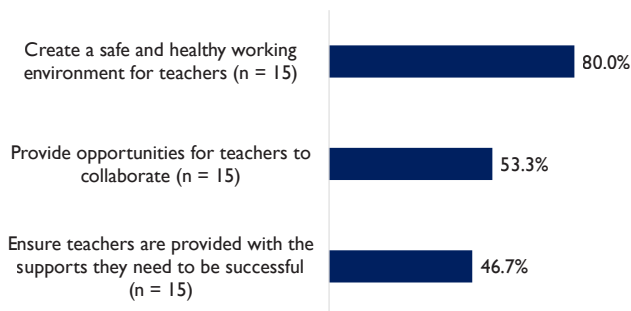 Create a safe and healthy working
environment for teachers (n = 15)
80.0%
Provide opportunities for teachers to
collaborate (n = 15)
53.3%
Ensure teachers are provided with the
supports they need to be successful
(n = 15)
46.7%